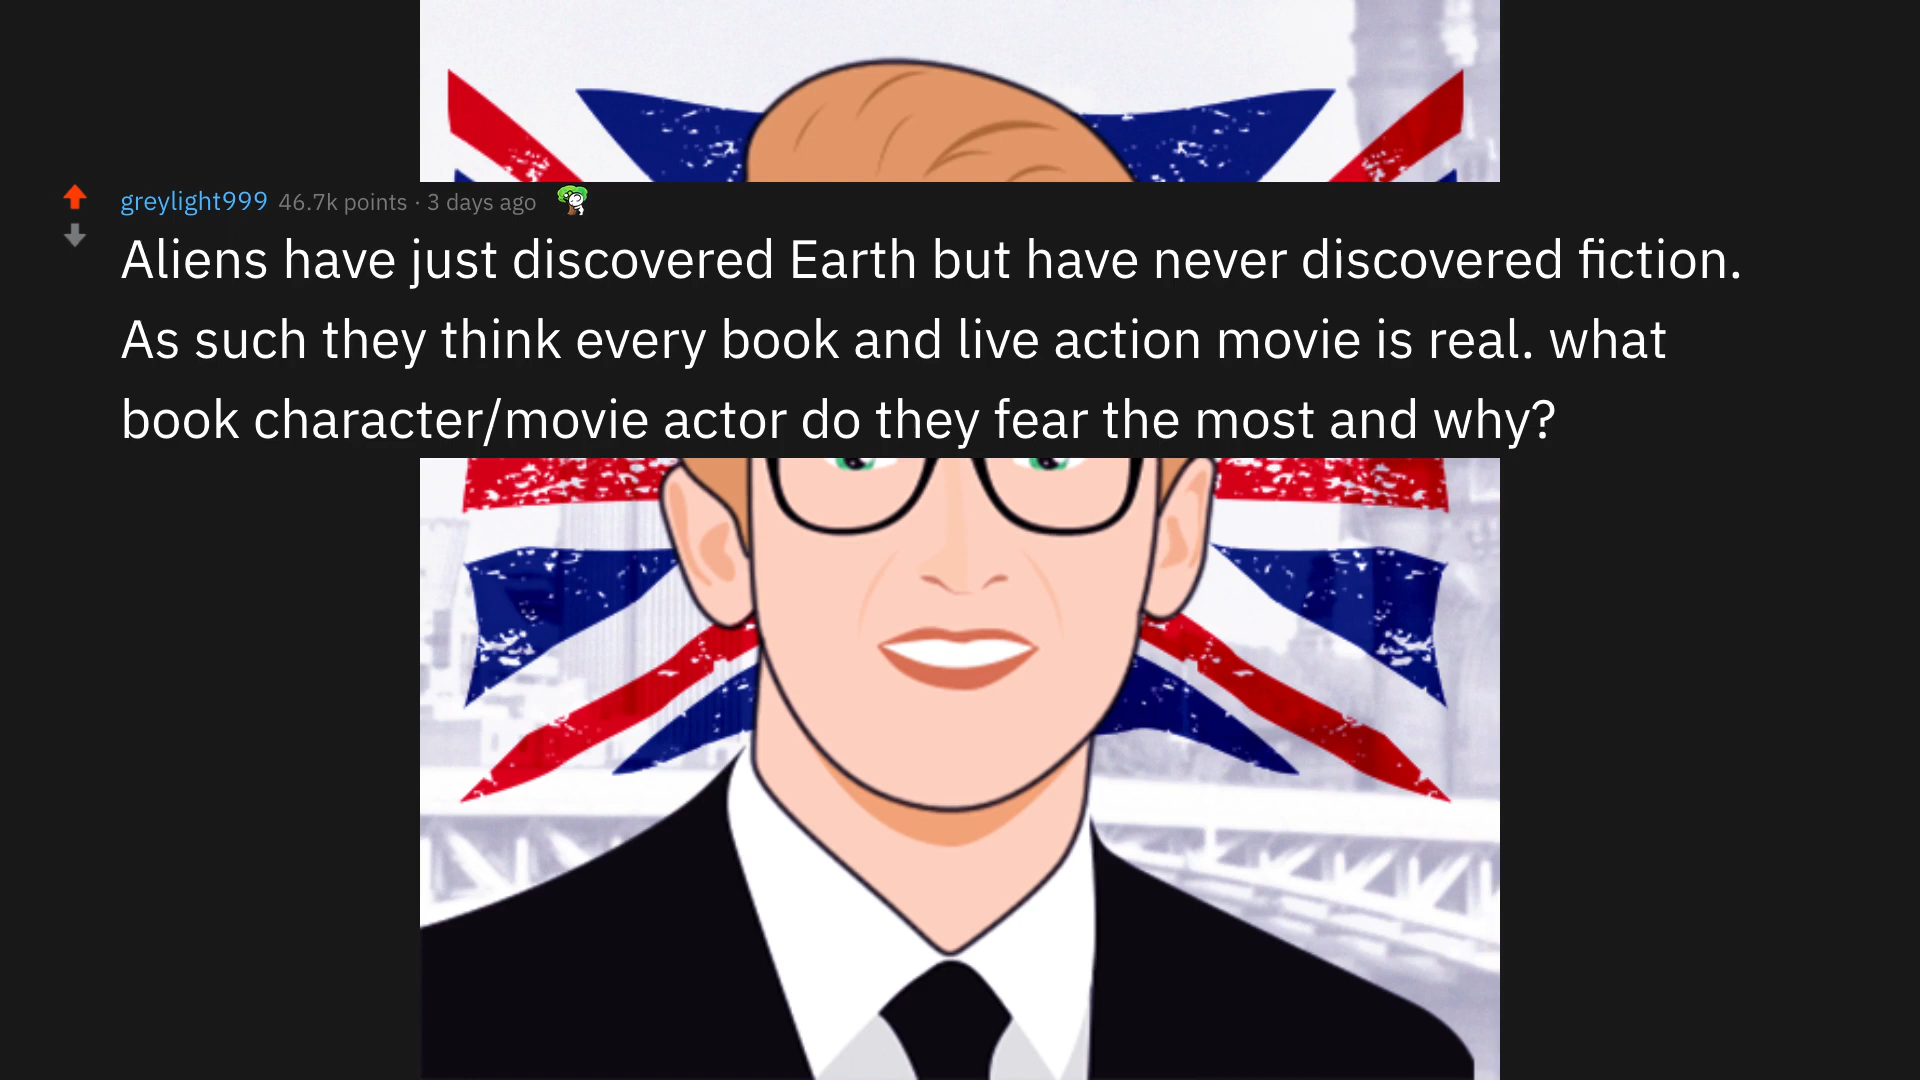 greylight999 46.7k points · 3 days ago
Aliens have just discovered Earth but have never discovered fiction.
As such they think every book and live action movie is real. what
book character/movie actor do they fear the most and why?